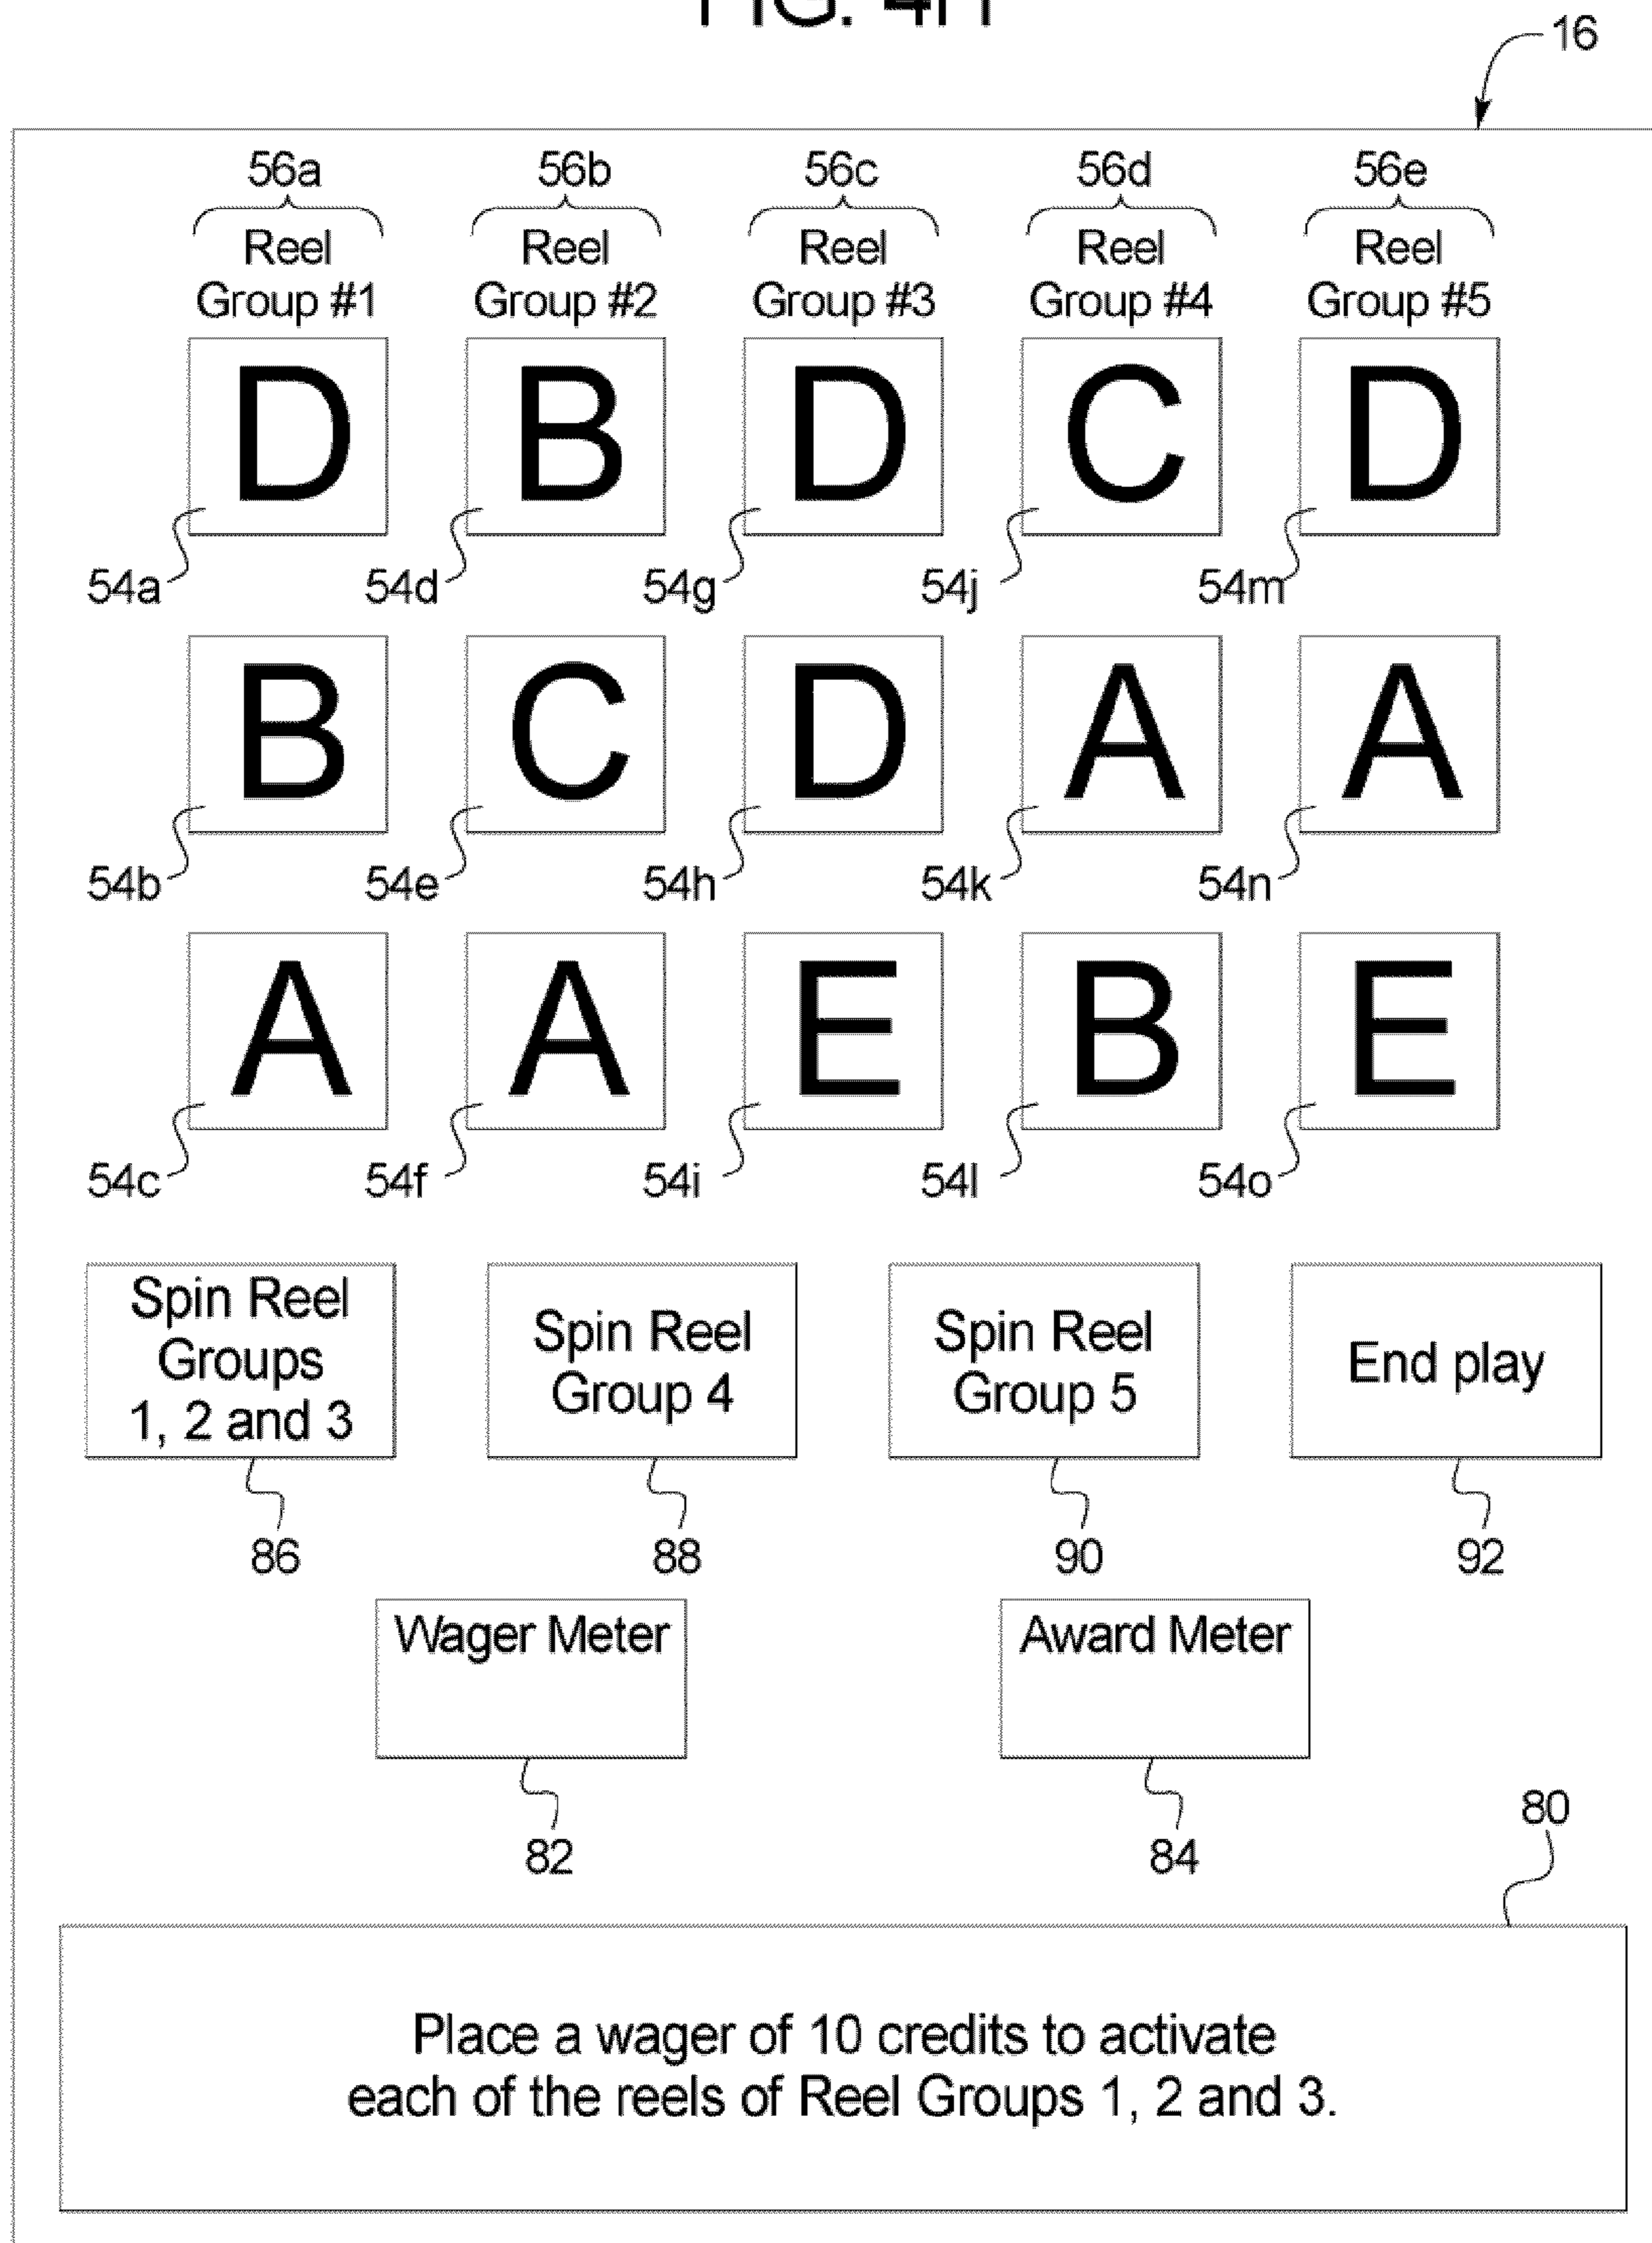 16
56a 56b 56c 56d 56e
Reel Reel Reel Reel Reel
Group #1 Group #2 Group #3 Group #4 Group #5
D B D C D
54a 54d 54g 54j 54m
B C D A A
54b 54e 54h 54k 54n
A A E B E
54c 54f 54i 54l 54o
Spin Reel
Groups
1, 2 and 3
Spin Reel
Group 4
Spin Reel
Group 5
End play
86 88 90 92
Wager Meter Award Meter
82 84
80
Place a wager of 10 credits to activate
each of the reels of Reel Groups 1, 2 and 3.